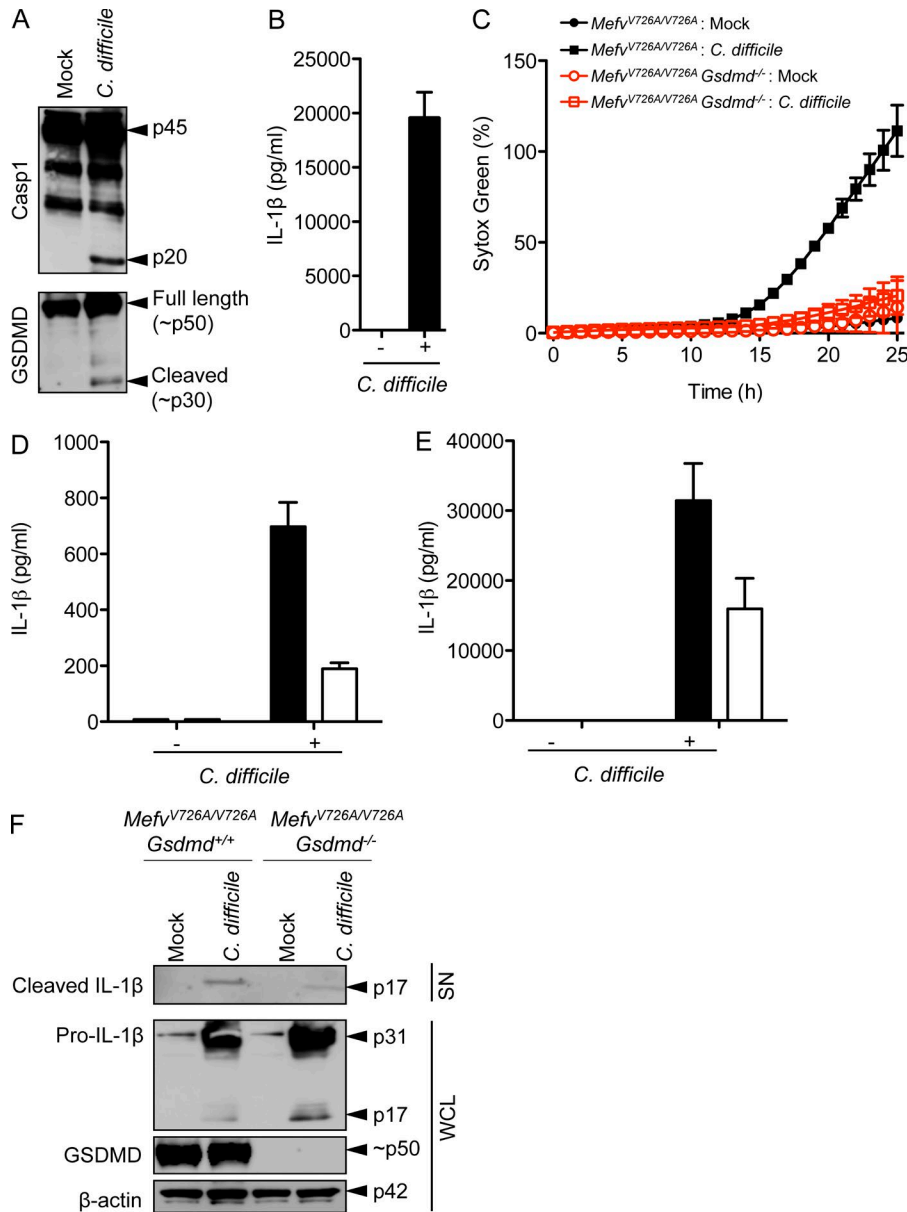 A
Mock
C. difficile
Casp1
p45
p20
GSDMD
Full length
(~p50)
Cleaved
(~p30)
B
IL-1β (pg/ml)
25000
20000
15000
10000
5000
0
- +
C. difficile
C
Mefv^V726A/V726A : Mock
Mefv^V726A/V726A : C. difficile
Mefv^V726A/V726A Gsdmd^-/- : Mock
Mefv^V726A/V726A Gsdmd^-/- : C. difficile
Sytox Green (%)
150
100
50
0
0 5 10 15 20 25
Time (h)
D
IL-1β (pg/ml)
1000
800
600
400
200
0
- +
C. difficile
E
IL-1β (pg/ml)
40000
30000
20000
10000
0
- +
C. difficile
F
Mefv^V726A/V726A Mefv^V726A/V726A
Gsdmd^+/+ Gsdmd^-/-
Mock C. difficile Mock C. difficile
Cleaved IL-1β p17 SN
Pro-IL-1β p31
p17 WCL
GSDMD ~p50
β-actin p42